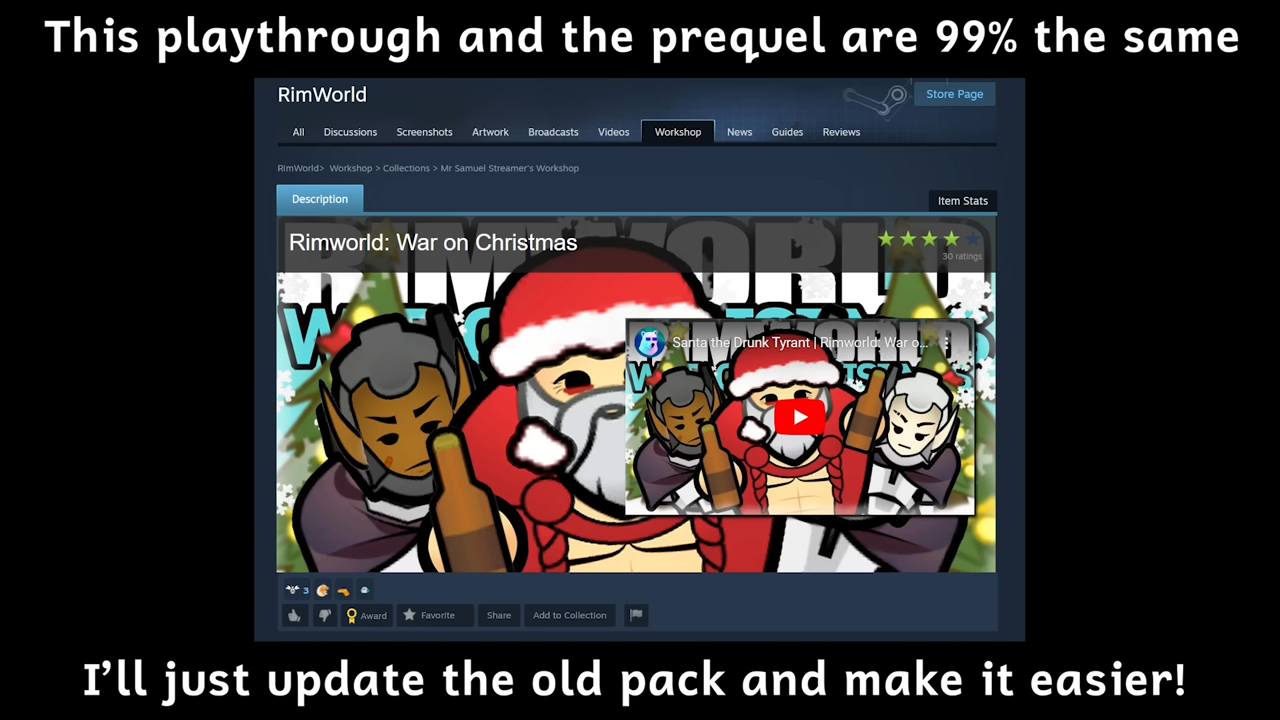 This playthrough and the prequel are 99% the same
RimWorld
Store Page
All Discussions Screenshots Artwork Broadcasts Videos Workshop News Guides Reviews
RimWorld> Workshop > Collections > Mr Samuel Streamer's Workshop
Description
Item Stats
RIMWORLD
Rimworld: War on Christmas
30 ratings
RIMWORLD
Santa the Drunk Tyrant | Rimworld: War o...
3
Award Favorite Share Add to Collection
I'll just update the old pack and make it easier!